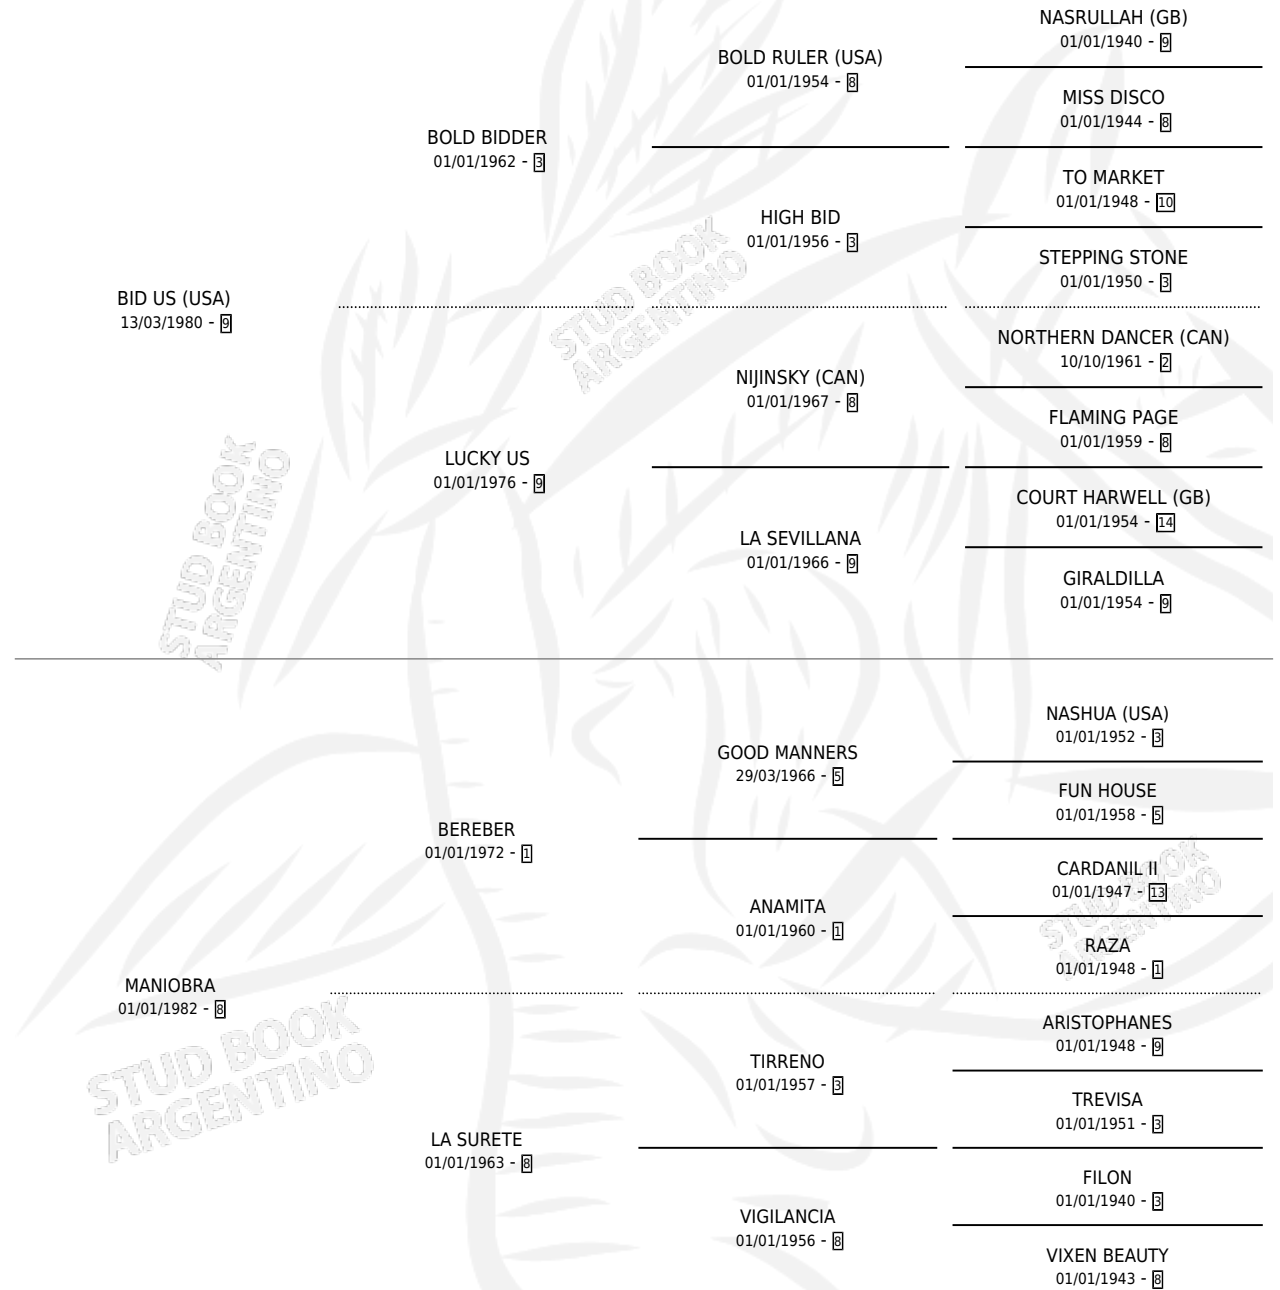 NASRULLAH (GB)
01/01/1940 - 9
BOLD RULER (USA)
01/01/1954 - 8
MISS DISCO
01/01/1944 - 8
BOLD BIDDER
01/01/1962 - 3
TO MARKET
01/01/1948 - 10
HIGH BID
01/01/1956 - 3
STEPPING STONE
01/01/1950 - 3
BID US (USA)
13/03/1980 - 9
NORTHERN DANCER (CAN)
10/10/1961 - 2
NIJINSKY (CAN)
01/01/1967 - 8
FLAMING PAGE
01/01/1959 - 8
LUCKY US
01/01/1976 - 9
COURT HARWELL (GB)
01/01/1954 - 14
LA SEVILLANA
01/01/1966 - 9
GIRALDILLA
01/01/1954 - 9
NASHUA (USA)
01/01/1952 - 3
GOOD MANNERS
29/03/1966 - 5
FUN HOUSE
01/01/1958 - 5
BEREBER
01/01/1972 - 1
CARDANIL II
01/01/1947 - 13
ANAMITA
01/01/1960 - 1
RAZA
01/01/1948 - 1
MANIOBRA
01/01/1982 - 8
ARISTOPHANES
01/01/1948 - 9
TIRRENO
01/01/1957 - 3
TREVISA
01/01/1951 - 3
LA SURETE
01/01/1963 - 8
FILON
01/01/1940 - 3
VIGILANCIA
01/01/1956 - 8
VIXEN BEAUTY
01/01/1943 - 8
STUD BOOK
ARGENTINO
STUD BOOK
ARGENTINO
STUD BOOK
ARGENTINO
STUD BOOK
ARGENTINO